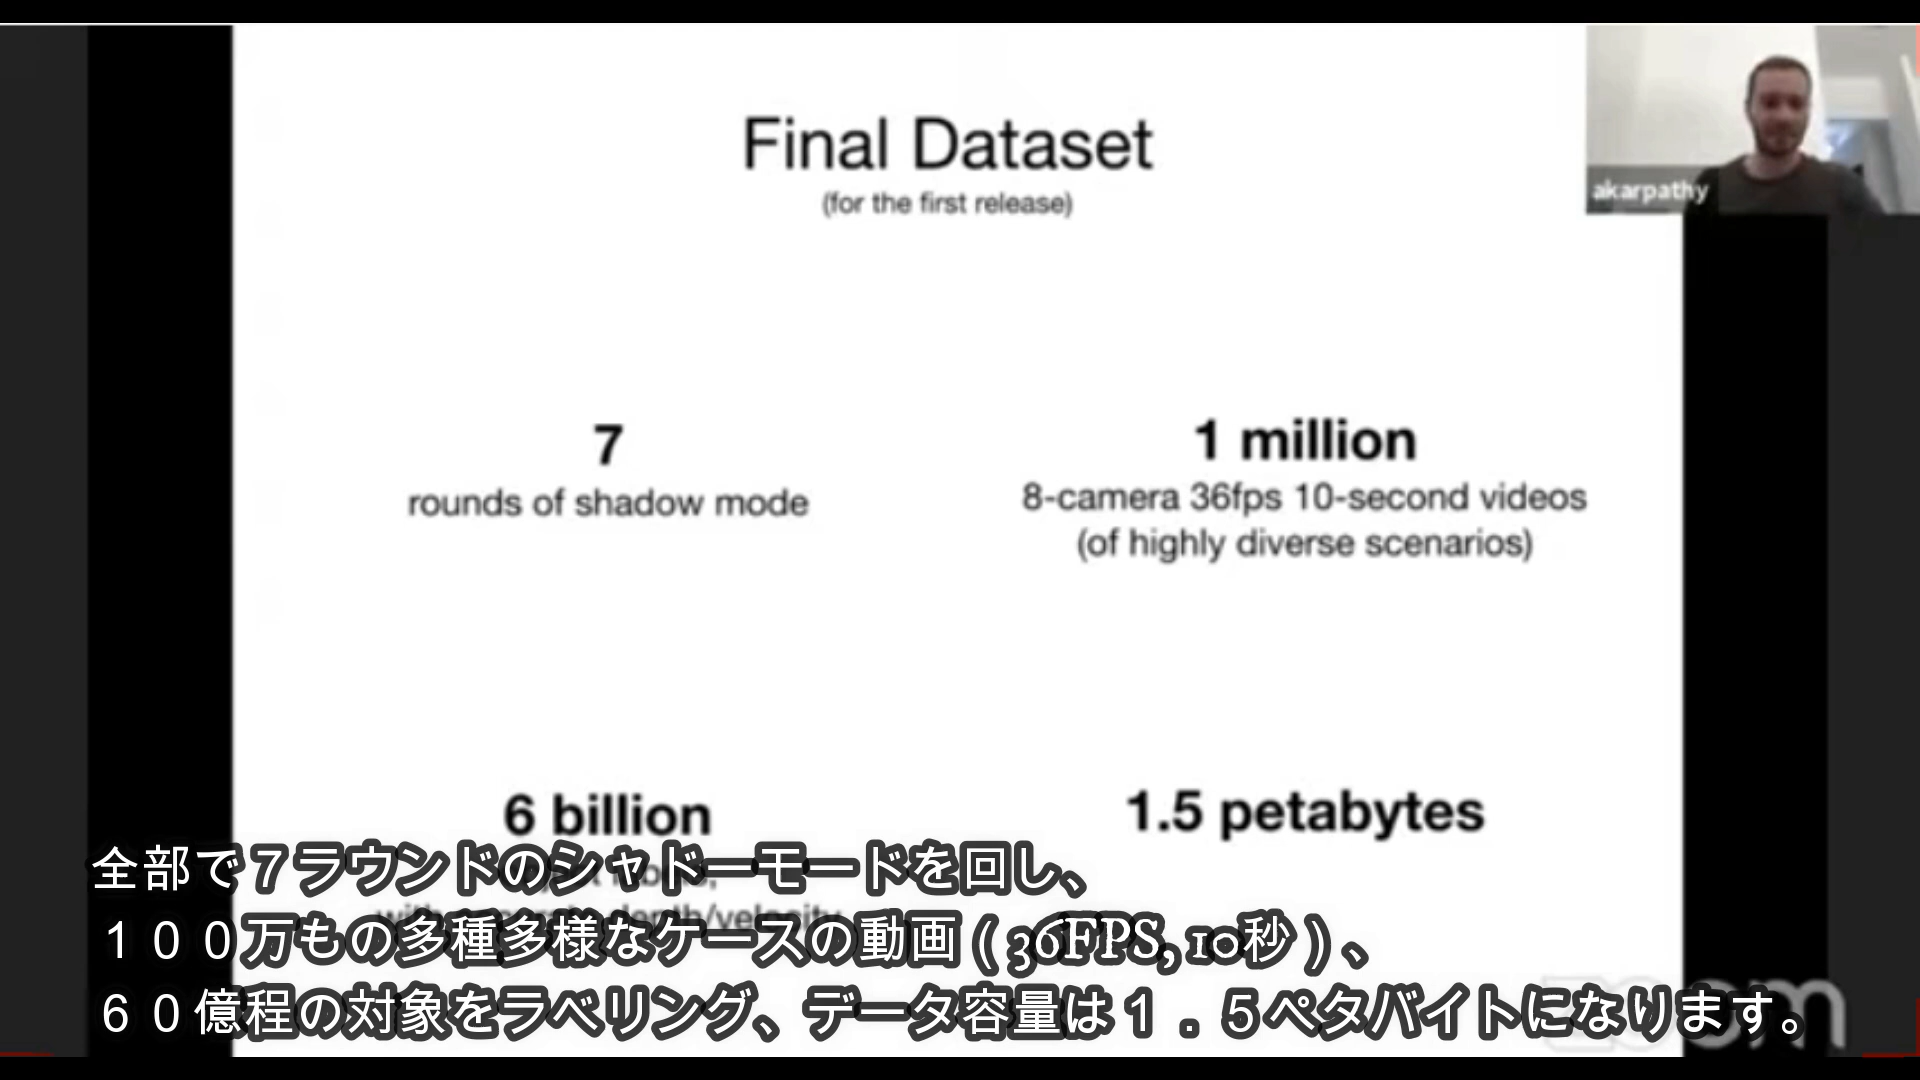 Final Dataset
(for the first release)
akarpathy
7
rounds of shadow mode
1 million
8-camera 36fps 10-second videos
(of highly diverse scenarios)
6 billion
1.5 petabytes
depth/velocity
全部で７ラウンドのシャドーモードを回し、
１００万もの多種多様なケースの動画（36FPS, 10秒）、
６０億程の対象をラベリング、データ容量は１．５ペタバイトになります。
zoom